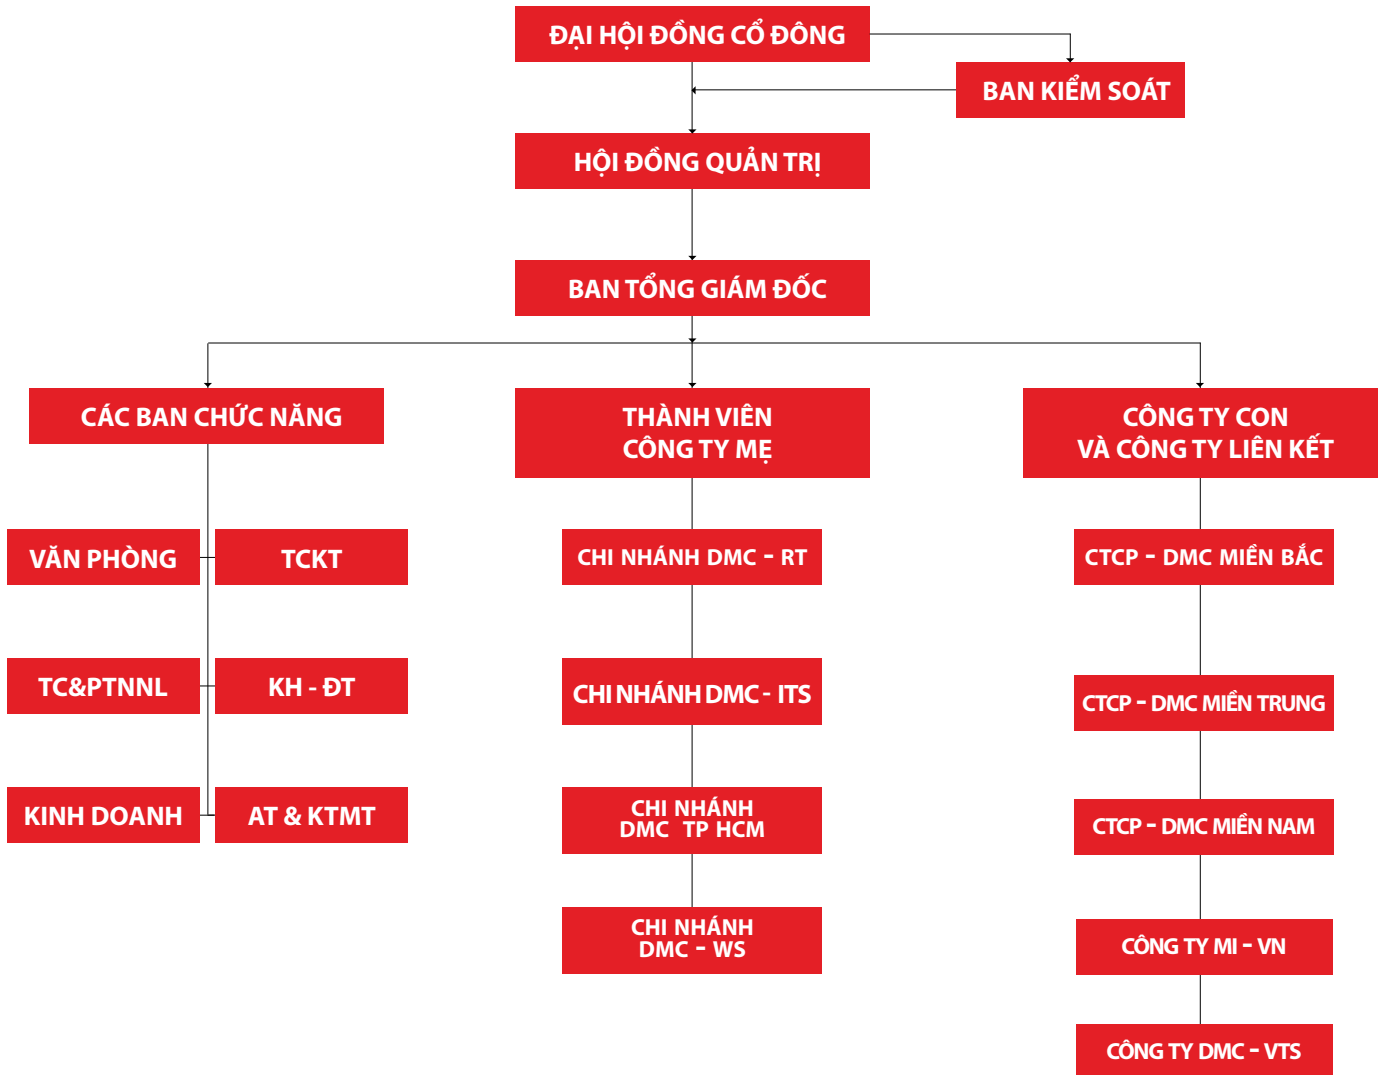 ĐẠI HỘI ĐỒNG CỔ ĐÔNG
BAN KIỂM SOÁT
HỘI ĐỒNG QUẢN TRỊ
BAN TỔNG GIÁM ĐỐC
CÁC BAN CHỨC NĂNG
VĂN PHÒNG
TCKT
TC&PTNNL
KH - ĐT
KINH DOANH
AT & KTMT
THÀNH VIÊN
CÔNG TY MẸ
CHI NHÁNH DMC - RT
CHI NHÁNH DMC - ITS
CHI NHÁNH
DMC TP HCM
CHI NHÁNH
DMC - WS
CÔNG TY CON
VÀ CÔNG TY LIÊN KẾT
CTCP - DMC MIỀN BẮC
CTCP - DMC MIỀN TRUNG
CTCP - DMC MIỀN NAM
CÔNG TY MI - VN
CÔNG TY DMC - VTS